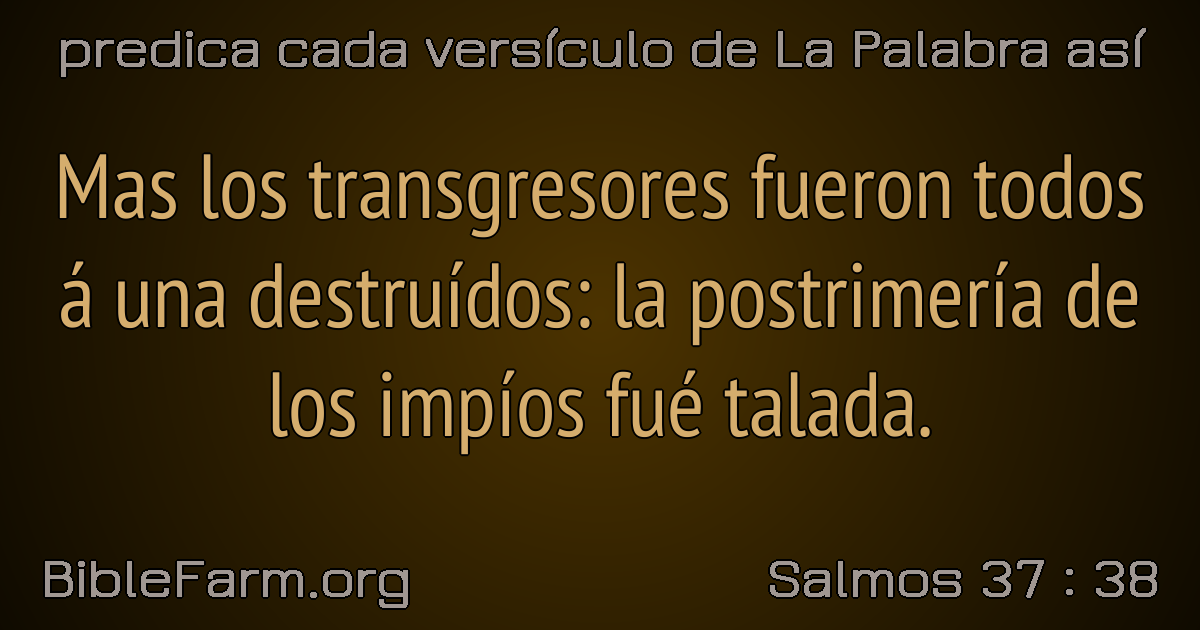 predica cada versículo de La Palabra así
Mas los transgresores fueron todos
á una destruídos: la postrimería de
los impíos fué talada.
BibleFarm.org
Salmos 37 : 38